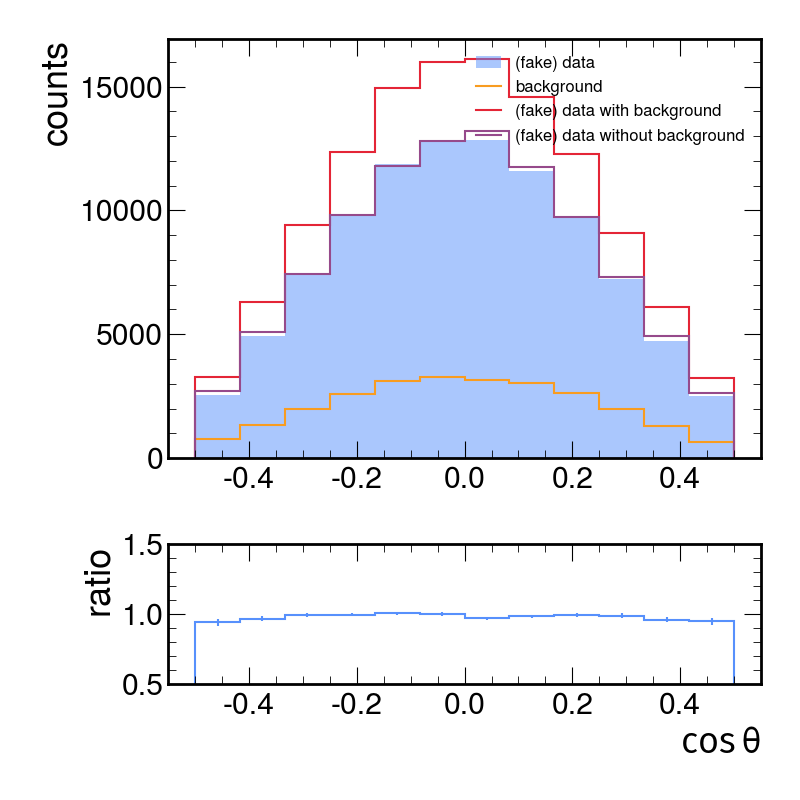 counts
15000
10000
5000
0
(fake) data
background
(fake) data with background
(fake) data without background
-0.4 -0.2 0.0 0.2 0.4
ratio
1.5
1.0
0.5
-0.4 -0.2 0.0 0.2 0.4
cos θ